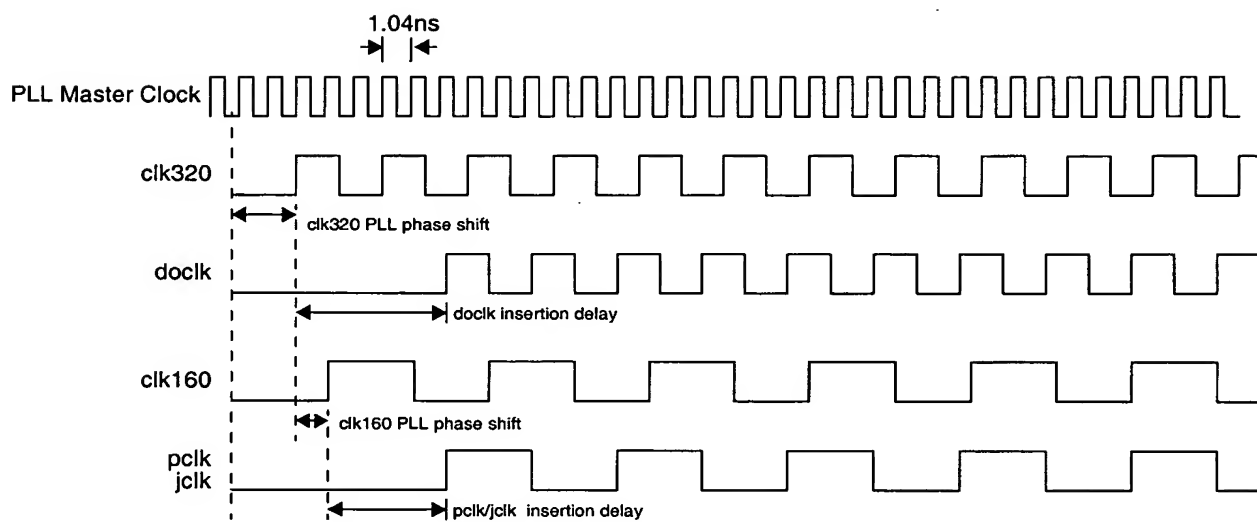 1.04ns
PLL Master Clock
clk320
clk320 PLL phase shift
doclk
doclk insertion delay
clk160
clk160 PLL phase shift
pclk
jclk
pclk/jclk insertion delay